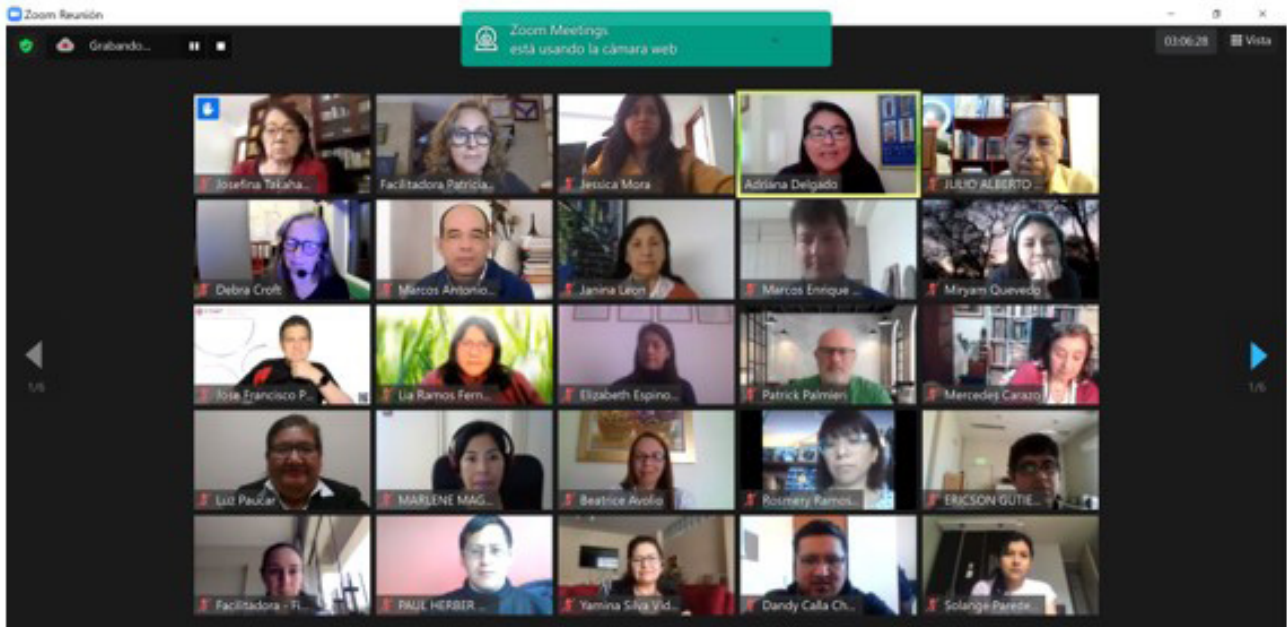 Zoom Reunión
Grabando...
Zoom Meetings
está usando la cámara web
03:06:28
Vista
Josefina Takaha...
Facilitadora Patricia...
Jessica Mora
Adriana Delgado
JULIO ALBERTO ...
Debra Croft
Marcos Antonio...
Janina Leon
Marcos Enrique ...
Miryam Quevedo
Jose Francisco P...
Lia Ramos Fern...
Elizabeth Espino...
Patrick Palmieri
Mercedes Carazo
1/6
1/6
Luz Paucar
MARLENE MAG...
Beatrice Avolio
Rosmery Ramos...
ERICSON GUTIE...
Facilitadora - Fi...
PAUL HERBER ...
Yamina Silva Vid...
Dandy Calla Ch...
Solange Parede...